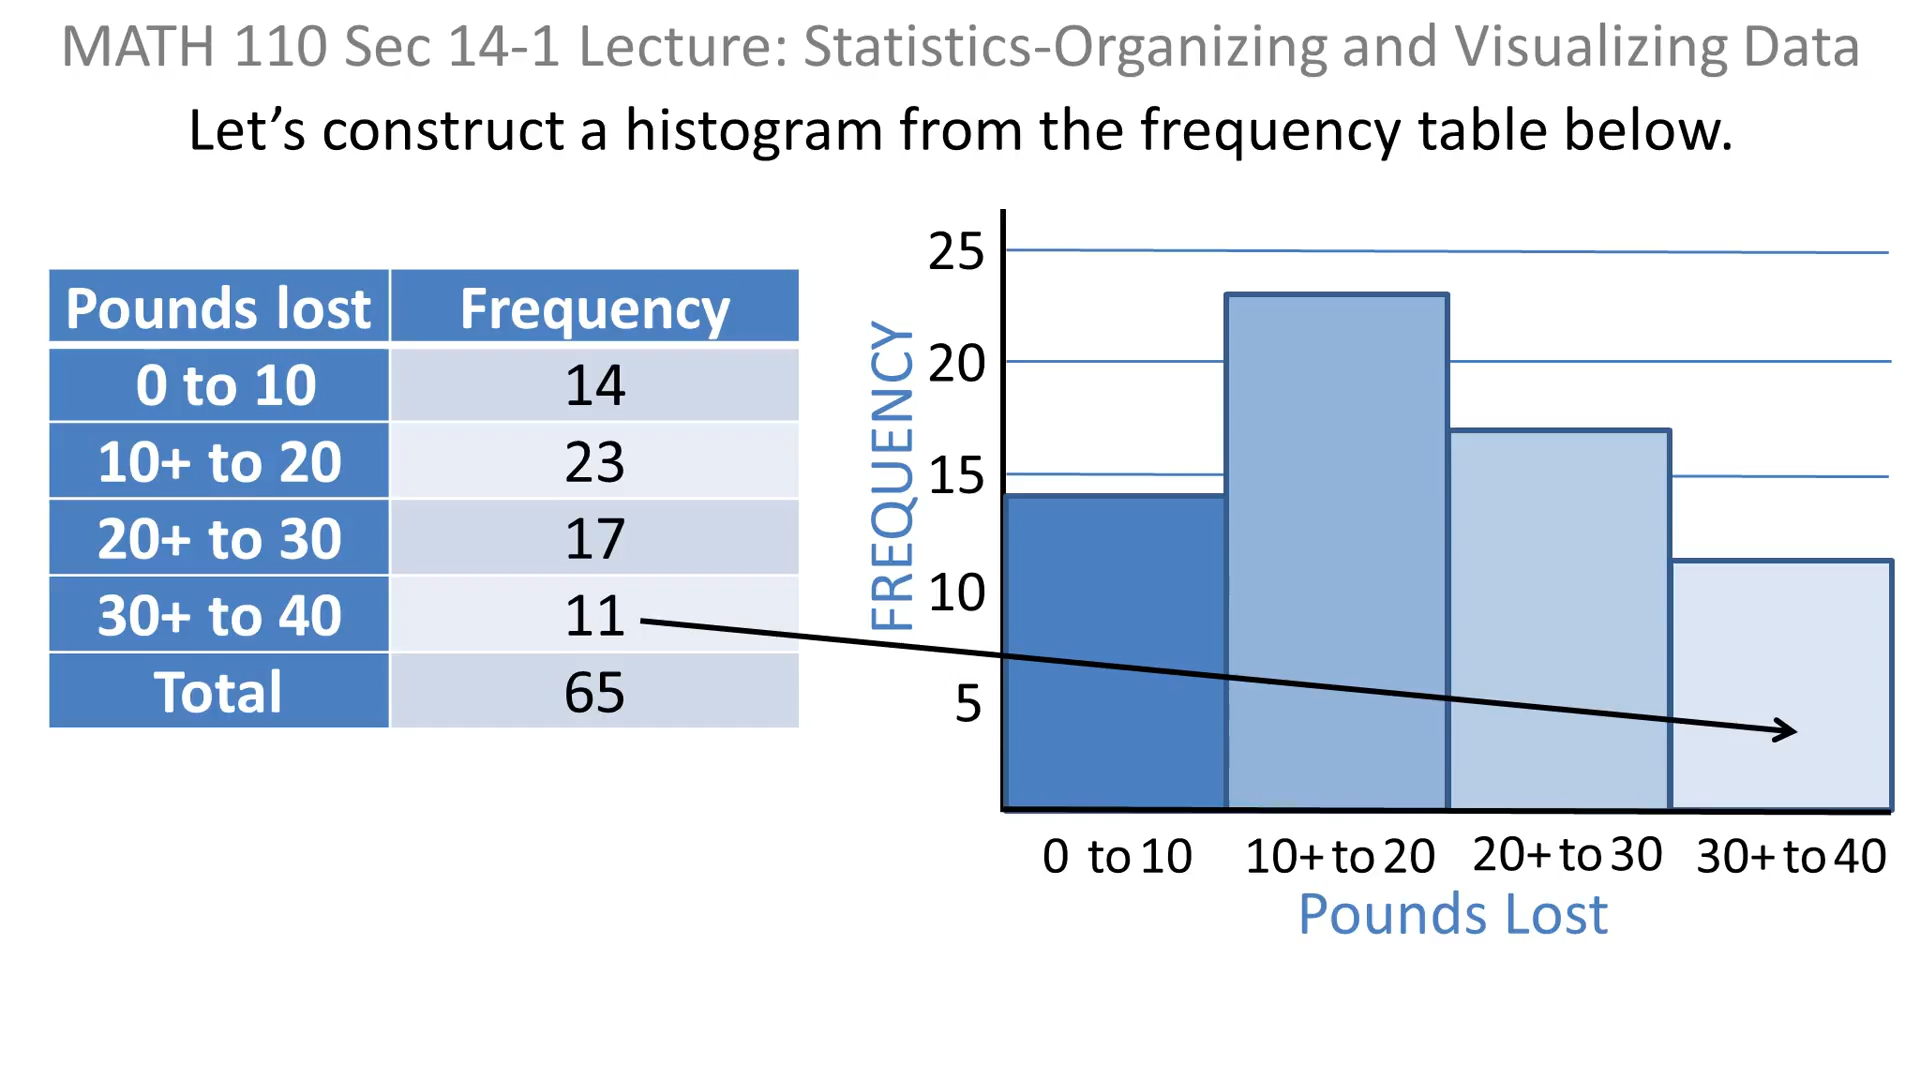 MATH 110 Sec 14-1 Lecture: Statistics-Organizing and Visualizing Data
Let’s construct a histogram from the frequency table below.
Pounds lost Frequency
0 to 10 14
10+ to 20 23
20+ to 30 17
30+ to 40 11
Total 65
FREQUENCY
25
20
15
10
5
0 to 10 10+ to 20 20+ to 30 30+ to 40
Pounds Lost